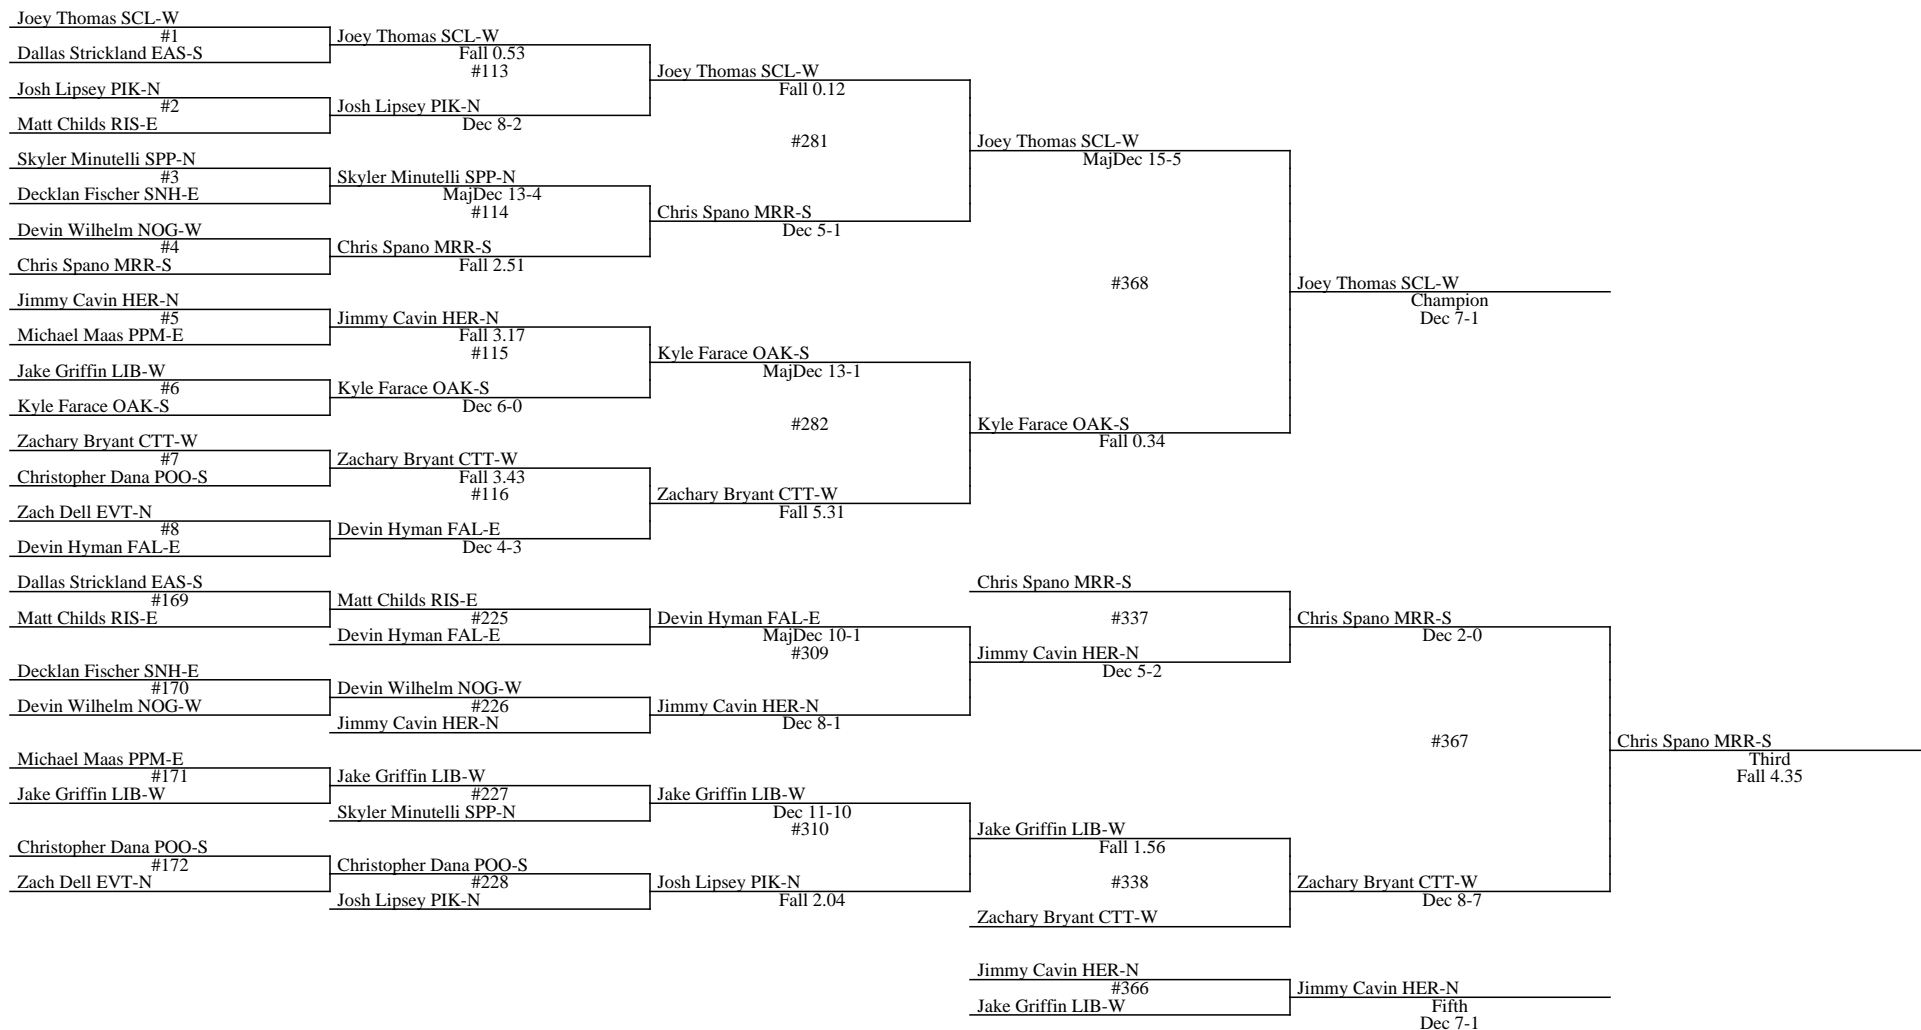 Joey Thomas SCL-W
#1
Dallas Strickland EAS-S
Josh Lipsey PIK-N
#2
Matt Childs RIS-E
Skyler Minutelli SPP-N
#3
Decklan Fischer SNH-E
Devin Wilhelm NOG-W
#4
Chris Spano MRR-S
Jimmy Cavin HER-N
#5
Michael Maas PPM-E
Jake Griffin LIB-W
#6
Kyle Farace OAK-S
Zachary Bryant CTT-W
#7
Christopher Dana POO-S
Zach Dell EVT-N
#8
Devin Hyman FAL-E
Joey Thomas SCL-W
Fall 0.53
#113
Josh Lipsey PIK-N
Dec 8-2
Skyler Minutelli SPP-N
MajDec 13-4
#114
Chris Spano MRR-S
Fall 2.51
Jimmy Cavin HER-N
Fall 3.17
#115
Kyle Farace OAK-S
Dec 6-0
Zachary Bryant CTT-W
Fall 3.43
#116
Devin Hyman FAL-E
Dec 4-3
Joey Thomas SCL-W
Fall 0.12
#281
Chris Spano MRR-S
Dec 5-1
Kyle Farace OAK-S
MajDec 13-1
#282
Zachary Bryant CTT-W
Fall 5.31
Joey Thomas SCL-W
MajDec 15-5
#368
Kyle Farace OAK-S
Fall 0.34
Joey Thomas SCL-W
Champion
Dec 7-1
Dallas Strickland EAS-S
#169
Matt Childs RIS-E
Decklan Fischer SNH-E
#170
Devin Wilhelm NOG-W
Michael Maas PPM-E
#171
Jake Griffin LIB-W
Christopher Dana POO-S
#172
Zach Dell EVT-N
Matt Childs RIS-E
#225
Devin Hyman FAL-E
Devin Wilhelm NOG-W
#226
Jimmy Cavin HER-N
Jake Griffin LIB-W
#227
Skyler Minutelli SPP-N
Christopher Dana POO-S
#228
Josh Lipsey PIK-N
Devin Hyman FAL-E
MajDec 10-1
#309
Jimmy Cavin HER-N
Dec 8-1
Jake Griffin LIB-W
Dec 11-10
#310
Josh Lipsey PIK-N
Fall 2.04
Chris Spano MRR-S
#337
Jimmy Cavin HER-N
Dec 5-2
Jake Griffin LIB-W
Fall 1.56
#338
Zachary Bryant CTT-W
Chris Spano MRR-S
Dec 2-0
#367
Zachary Bryant CTT-W
Dec 8-7
Chris Spano MRR-S
Third
Fall 4.35
Jimmy Cavin HER-N
#366
Jake Griffin LIB-W
Jimmy Cavin HER-N
Fifth
Dec 7-1